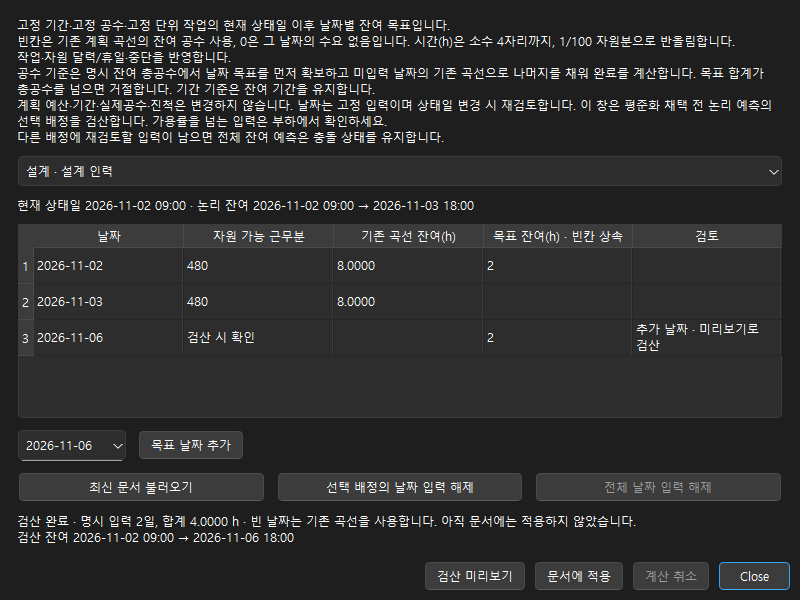 고정 기간·고정 공수·고정 단위 작업의 현재 상태일 이후 날짜별 잔여 목표입니다.
빈칸은 기존 계획 곡선의 잔여 공수 사용, 0은 그 날짜의 수요 없음입니다. 시간(h)은 소수 4자리까지, 1/100 자원분으로 반올림합니다.
작업·자원 달력/휴일·중단을 반영합니다.
공수 기준은 명시 잔여 총공수에서 날짜 목표를 먼저 확보하고 미입력 날짜의 기존 곡선으로 나머지를 채워 완료를 계산합니다. 목표 합계가
총공수를 넘으면 거절합니다. 기간 기준은 잔여 기간을 유지합니다.
계획 예산·기간·실제공수·진척은 변경하지 않습니다. 날짜는 고정 입력이며 상태일 변경 시 재검토합니다. 이 창은 평준화 채택 전 논리 예측의
선택 배정을 검산합니다. 가용률을 넘는 입력은 부하에서 확인하세요.
다른 배정에 재검토할 입력이 남으면 전체 잔여 예측은 충돌 상태를 유지합니다.
설계 · 설계 인력
현재 상태일 2026-11-02 09:00 · 논리 잔여 2026-11-02 09:00 → 2026-11-03 18:00
날짜 자원 가능 근무분 기존 곡선 잔여(h) 목표 잔여(h) · 빈칸 상속 검토
1 2026-11-02 480 8.0000 2
2 2026-11-03 480 8.0000
3 2026-11-06 검산 시 확인 2 추가 날짜 · 미리보기로
검산
2026-11-06 목표 날짜 추가
최신 문서 불러오기 선택 배정의 날짜 입력 해제 전체 날짜 입력 해제
검산 완료 · 명시 입력 2일, 합계 4.0000 h · 빈 날짜는 기존 곡선을 사용합니다. 아직 문서에는 적용하지 않았습니다.
검산 잔여 2026-11-02 09:00 → 2026-11-06 18:00
검산 미리보기 문서에 적용 계산 취소 Close